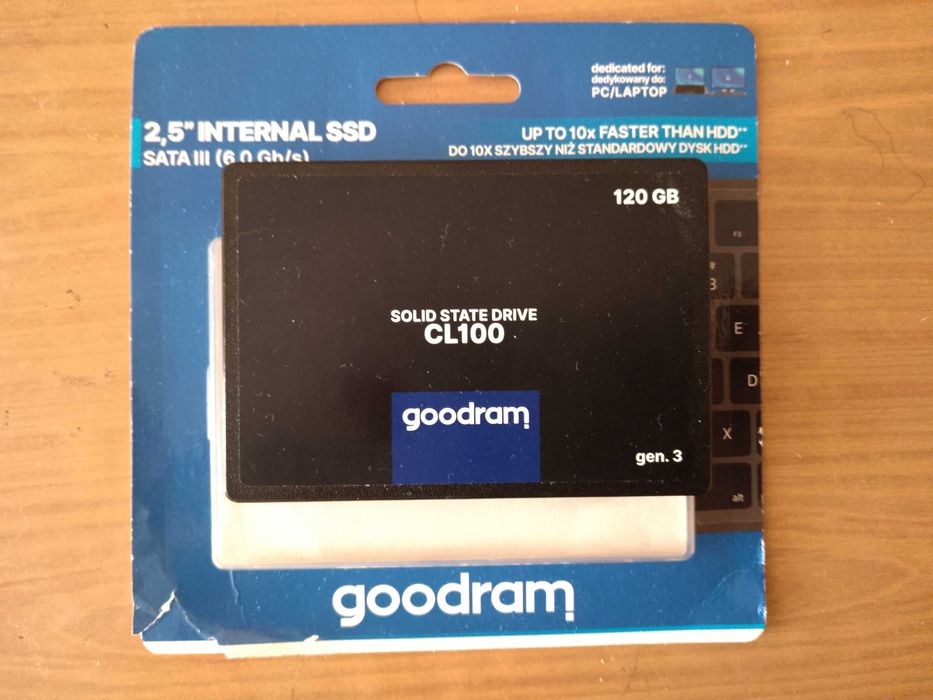 dedicated for:
dedykowany do:
PC/LAPTOP
2,5" INTERNAL SSD
SATA III (6.0 Gb/s)
UP TO 10x FASTER THAN HDD**
DO 10X SZYBSZY NIŻ STANDARDOWY DYSK HDD**
120 GB
SOLID STATE DRIVE
CL100
goodram
gen. 3
F3
E
D
X
alt
goodram